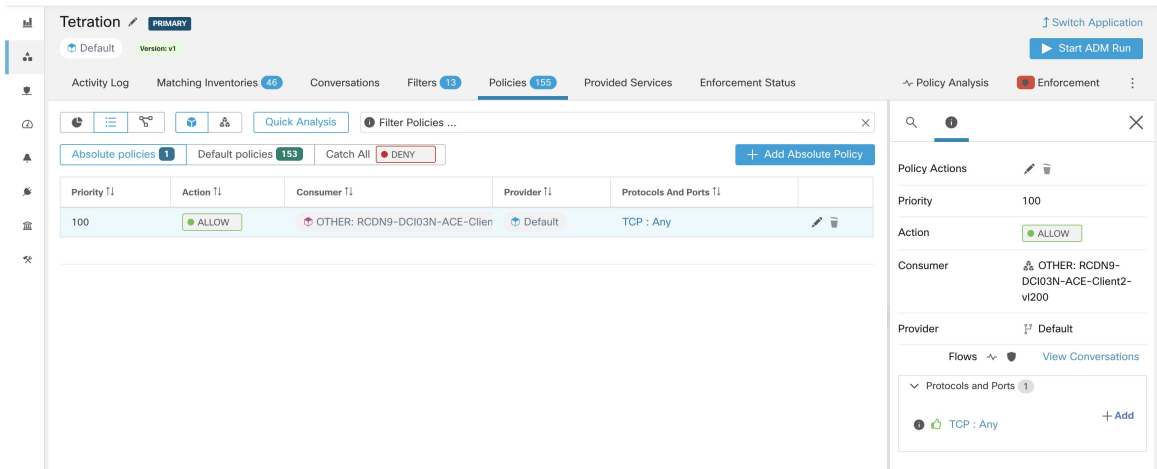 Tetration PRIMARY
Switch Application
Default Version: v1
Start ADM Run
Activity Log Matching Inventories 46 Conversations Filters 13 Policies 155 Provided Services Enforcement Status
Policy Analysis Enforcement
Quick Analysis Filter Policies ...
Absolute policies 1 Default policies 153 Catch All DENY
+ Add Absolute Policy
Priority Action Consumer Provider Protocols And Ports
100 ALLOW OTHER: RCDN9-DCI03N-ACE-Clien Default TCP : Any
Policy Actions
Priority 100
Action ALLOW
Consumer OTHER: RCDN9-
DCI03N-ACE-Client2-
vl200
Provider Default
Flows View Conversations
Protocols and Ports 1
+ Add
TCP : Any